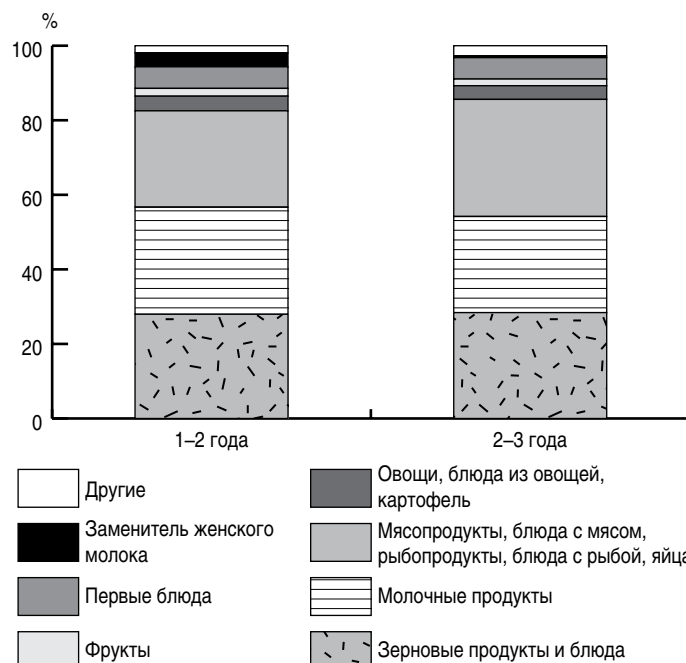 %
100
80
60
40
20
0
1–2 года
2–3 года
Другие
Заменитель женского
молока
Первые блюда
Фрукты
Овощи, блюда из овощей,
картофель
Мясопродукты, блюда с мясом,
рыбопродукты, блюда с рыбой, яйца
Молочные продукты
Зерновые продукты и блюда